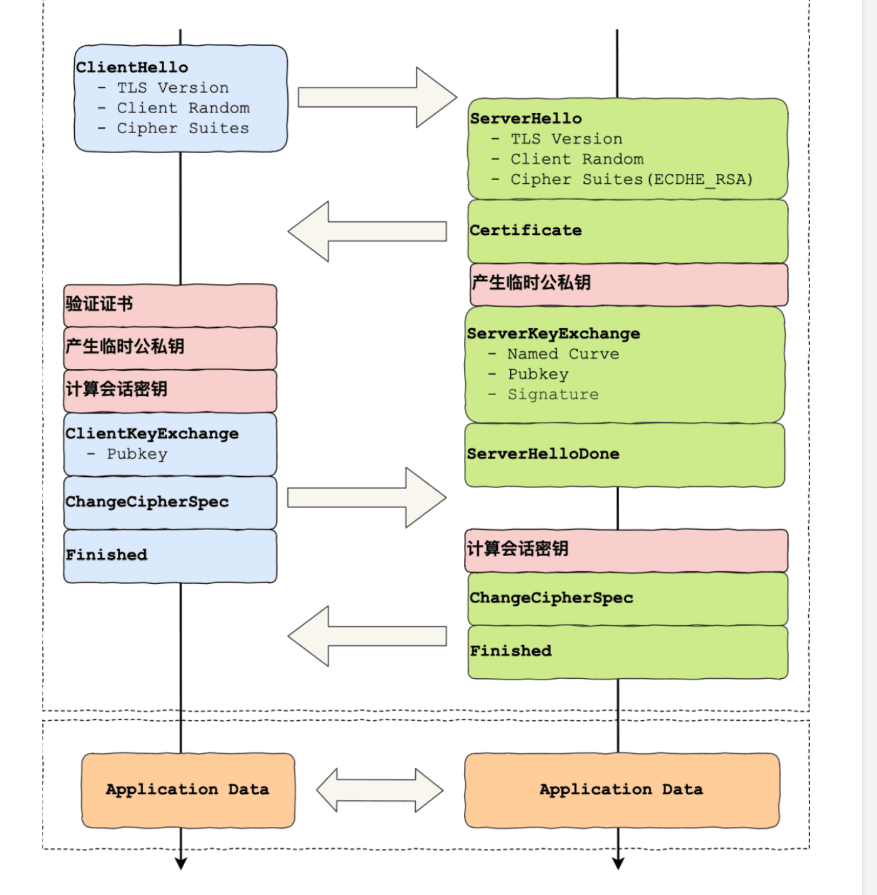 ClientHello
- TLS Version
- Client Random
- Cipher Suites
ServerHello
- TLS Version
- Client Random
- Cipher Suites(ECDHE_RSA)
Certificate
产生临时公私钥
ServerKeyExchange
- Named Curve
- Pubkey
- Signature
ServerHelloDone
验证证书
产生临时公私钥
计算会话密钥
ClientKeyExchange
- Pubkey
ChangeCipherSpec
Finished
计算会话密钥
ChangeCipherSpec
Finished
Application Data
Application Data